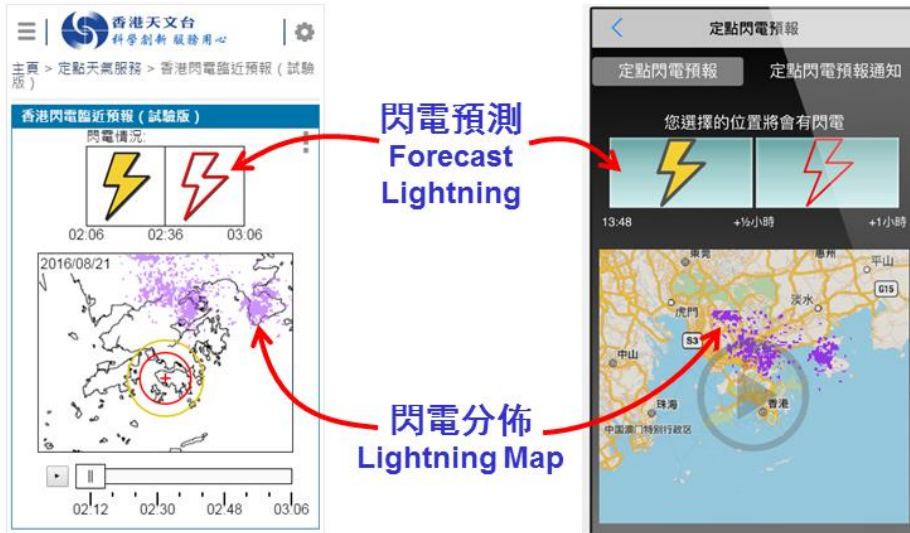 香港天文台
科學創新 服務用心
主頁 > 定點天氣服務 > 香港閃電臨近預報 ( 試驗
版 )
香港閃電臨近預報 ( 試驗版 )
閃電情況:
02:06 02:36 03:06
2016/08/21
02:12 02:30 02:48 03:06
閃電預測
Forecast
Lightning
閃電分佈
Lightning Map
定點閃電預報
定點閃電預報 定點閃電預報通知
您選擇的位置將會有閃電
13:48 +½小時 +1小時
東莞 惠州 平山
G15
淡水
虎門
S3
中山
珠海 香港
中国澳门特別行政区